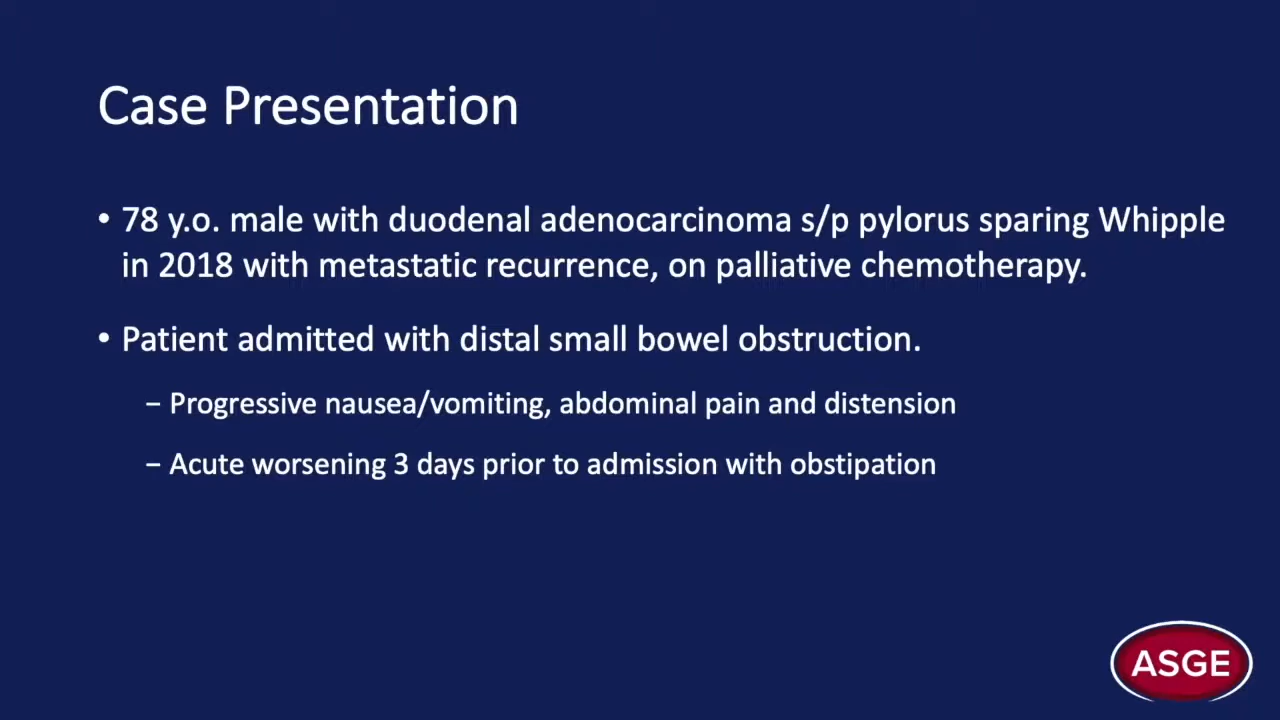 Case Presentation
• 78 y.o. male with duodenal adenocarcinoma s/p pylorus sparing Whipple
in 2018 with metastatic recurrence, on palliative chemotherapy.
• Patient admitted with distal small bowel obstruction.
– Progressive nausea/vomiting, abdominal pain and distension
– Acute worsening 3 days prior to admission with obstipation
ASGE